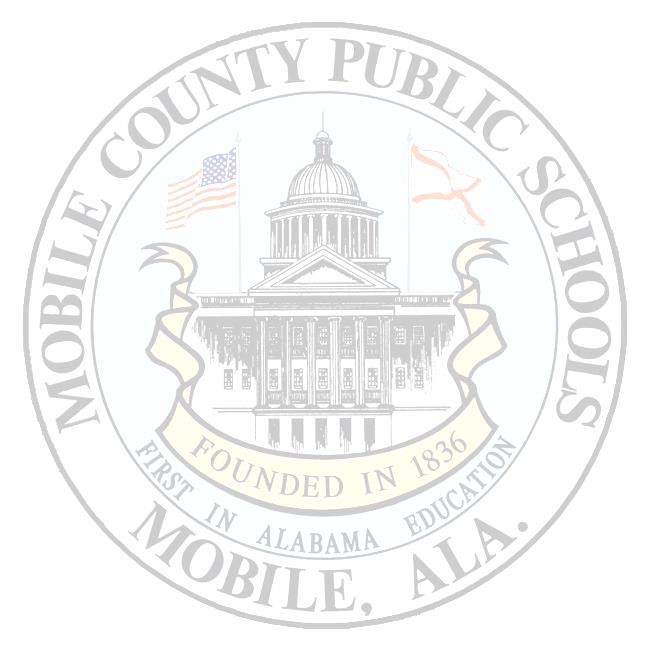 MOBILE COUNTY PUBLIC SCHOOLS
FOUNDED IN 1836
FIRST IN ALABAMA EDUCATION
MOBILE, ALA.